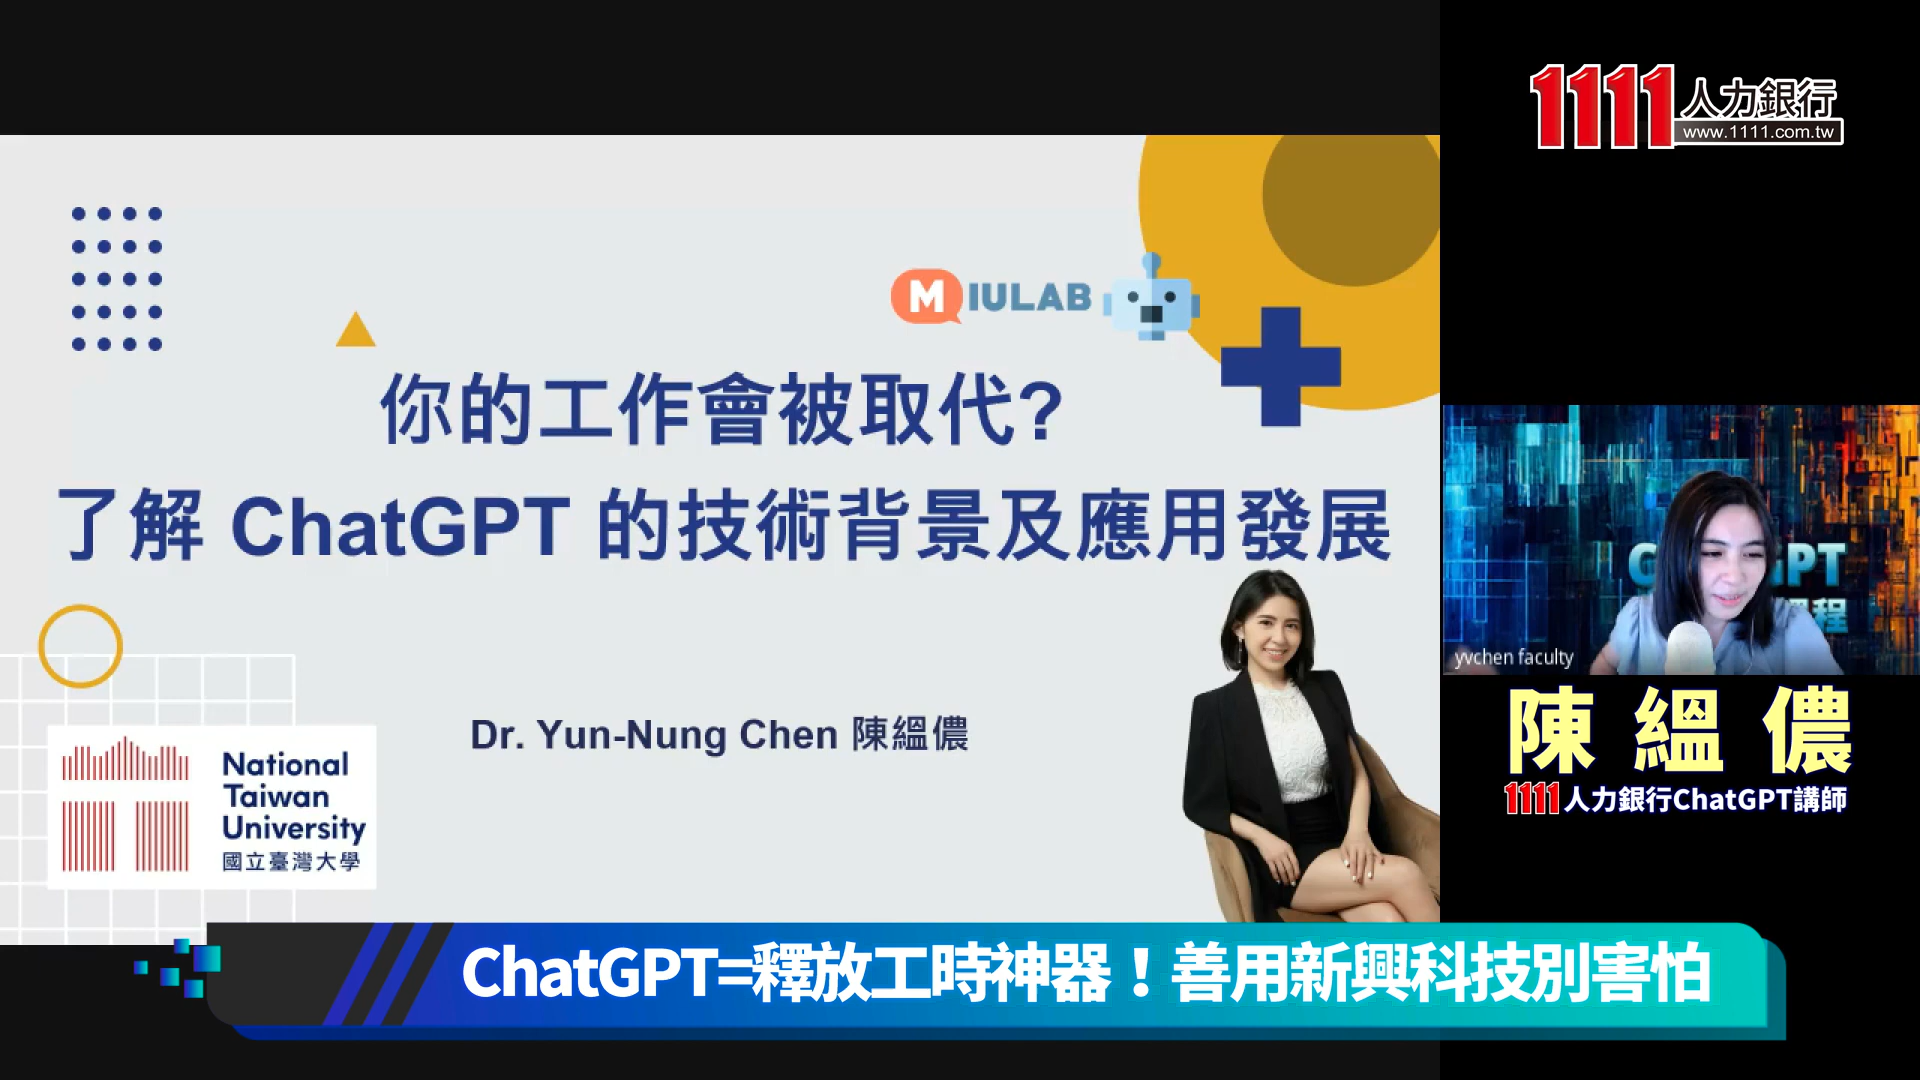 1111人力銀行
www.1111.com.tw
MIULAB
你的工作會被取代?
了解 ChatGPT 的技術背景及應用發展
Dr. Yun-Nung Chen 陳縕儂
National
Taiwan
University
國立臺灣大學
GPT
程
yvchen faculty
陳縕儂
1111人力銀行ChatGPT講師
ChatGPT=釋放工時神器！善用新興科技別害怕